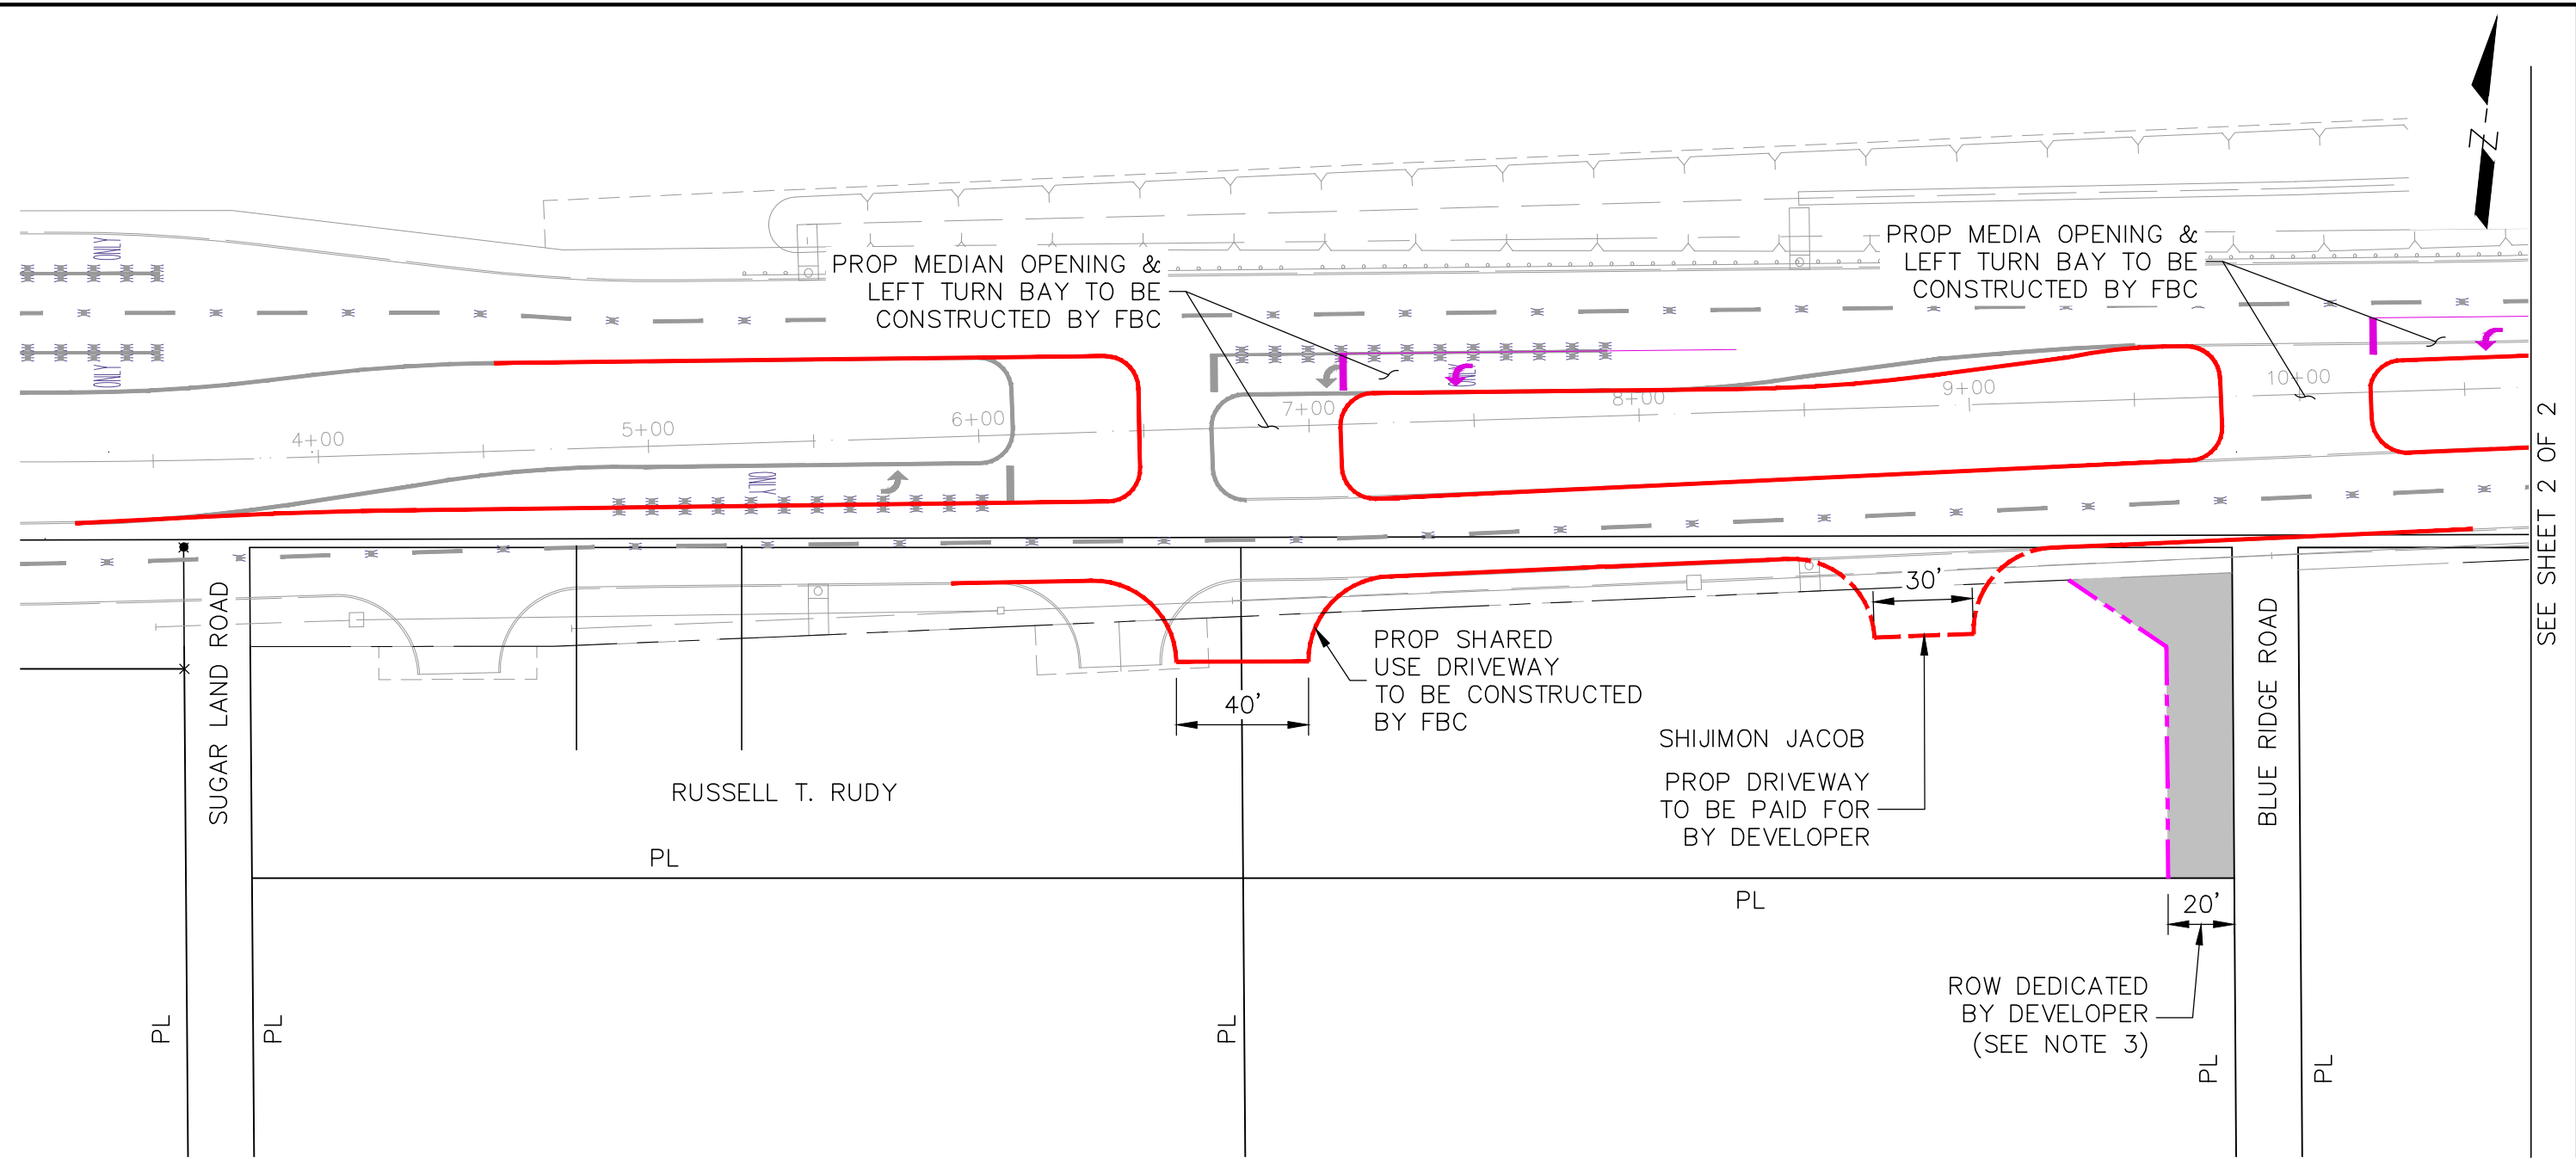 N
PROP MEDIAN OPENING &
LEFT TURN BAY TO BE
CONSTRUCTED BY FBC
PROP MEDIA OPENING &
LEFT TURN BAY TO BE
CONSTRUCTED BY FBC
ONLY
ONLY
ONLY
4+00
5+00
6+00
7+00
8+00
9+00
10+00
SEE SHEET 2 OF 2
SUGAR LAND ROAD
BLUE RIDGE ROAD
30'
40'
PROP SHARED
USE DRIVEWAY
TO BE CONSTRUCTED
BY FBC
SHIJIMON JACOB
PROP DRIVEWAY
TO BE PAID FOR
BY DEVELOPER
RUSSELL T. RUDY
PL
PL
20'
ROW DEDICATED
BY DEVELOPER
(SEE NOTE 3)
PL
PL
PL
PL
PL